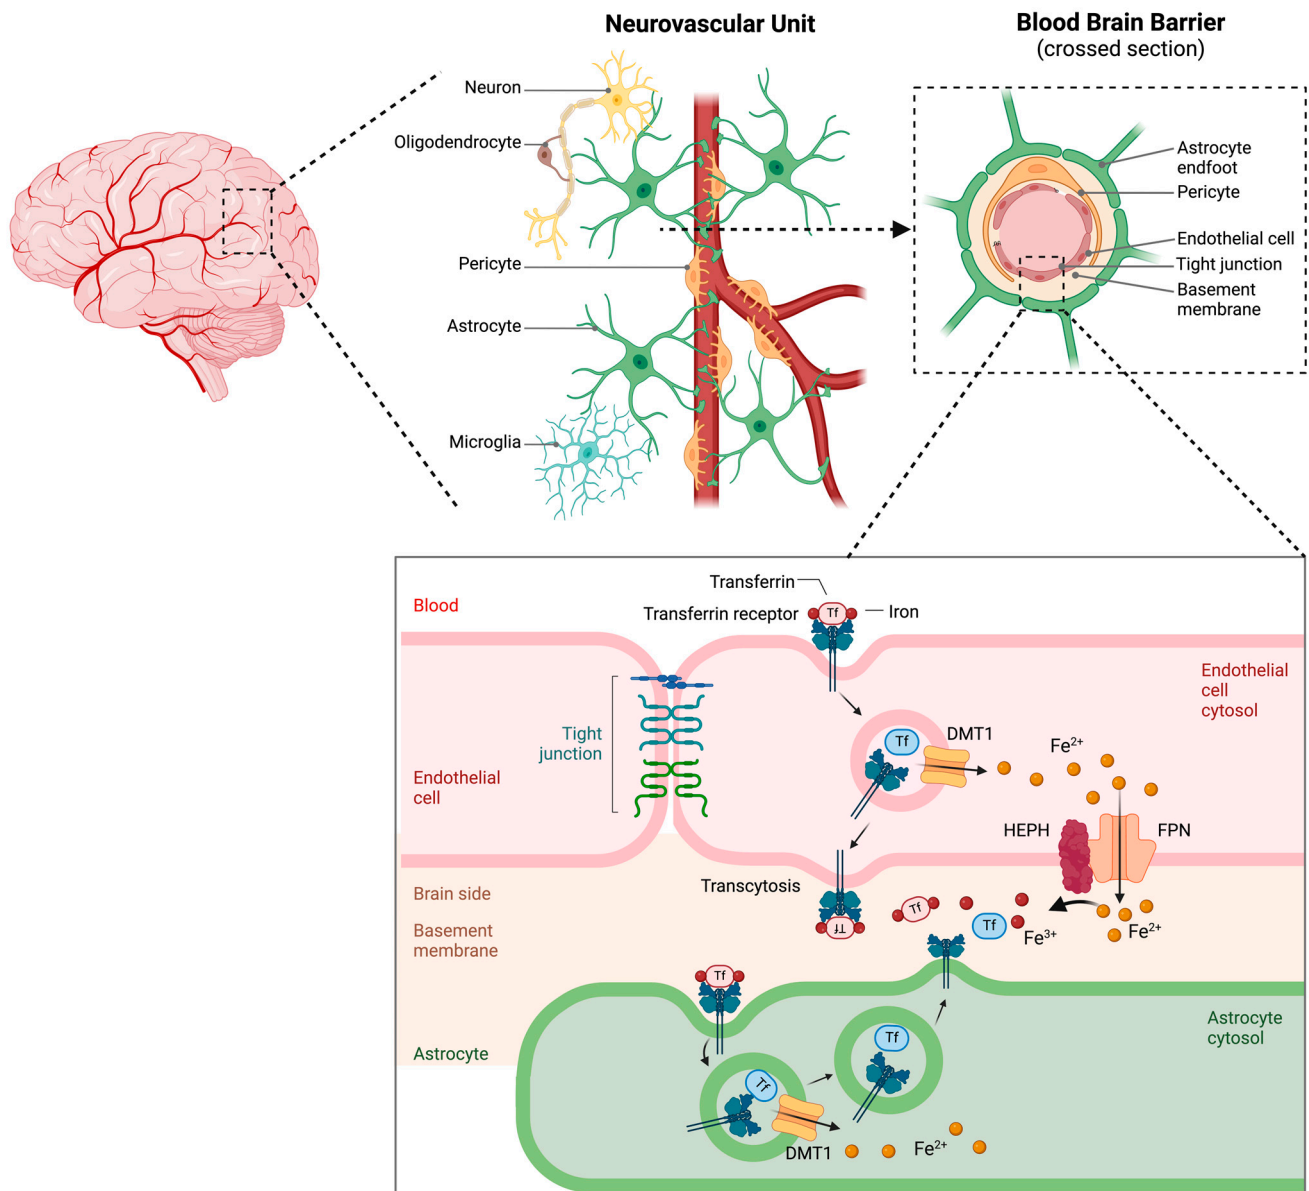 Neurovascular Unit
Blood Brain Barrier
(crossed section)
Neuron
Oligodendrocyte
Pericyte
Astrocyte
Microglia
Astrocyte
endfoot
Pericyte
Endothelial cell
Tight junction
Basement
membrane
Blood
Transferrin
Transferrin receptor
Tf
Iron
Endothelial
cell
cytosol
Tight
junction
Endothelial
cell
Tf
DMT1
Fe²⁺
HEPH
FPN
Transcytosis
Tf
Brain side
Basement
membrane
Tf
Tf
Fe³⁺
Fe²⁺
Tf
Astrocyte
Astrocyte
cytosol
Tf
Tf
DMT1
Fe²⁺